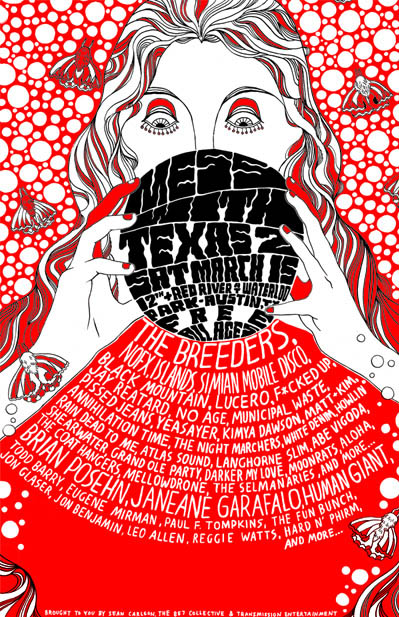 MESS
WITH
TEXAS 2
SAT MARCH 15
12TH & RED RIVER & WATERLOO
PARK - AUSTIN, TX
FREE
ALL AGES
THE BREEDERS,
NOFX, ISLANDS, SIMIAN MOBILE DISCO,
BLACK MOUNTAIN, LUCERO, F*CKED UP,
JAY REATARD, NO AGE, MUNICIPAL WASTE,
PISSED JEANS, YEASAYER, KIMYA DAWSON, MATT & KIM,
ANNIHILATION TIME, THE NIGHT MARCHERS, WHITE DENIM, HOWLIN
RAIN, DEAD TO ME, ATLAS SOUND, LANGHORNE SLIM, ABE VIGODA,
SHEARWATER, GRAND OLE PARTY, DARKER MY LOVE, MOONRATS, ALOHA,
THE COATHANGERS, MELLOWDRONE, THE SELMANAIRES, AND MORE...
BRIAN POSEHN, JANEANE GARAFALO, HUMAN GIANT,
TODD BARRY, EUGENE MIRMAN, PAUL F. TOMPKINS, THE FUN BUNCH,
JON GLASER, JON BENJAMIN, LEO ALLEN, REGGIE WATTS, HARD N' PHIRM,
AND MORE...
BROUGHT TO YOU BY SEAN CARLSON, THE 887 COLLECTIVE & TRANSMISSION ENTERTAINMENT